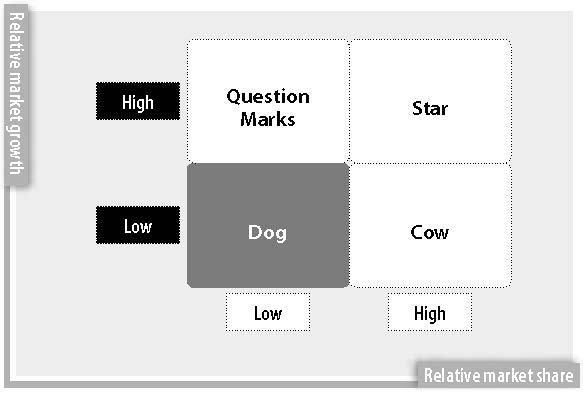 Relative market growth
High
Question
Marks
Star
Low
Dog
Cow
Low
High
Relative market share